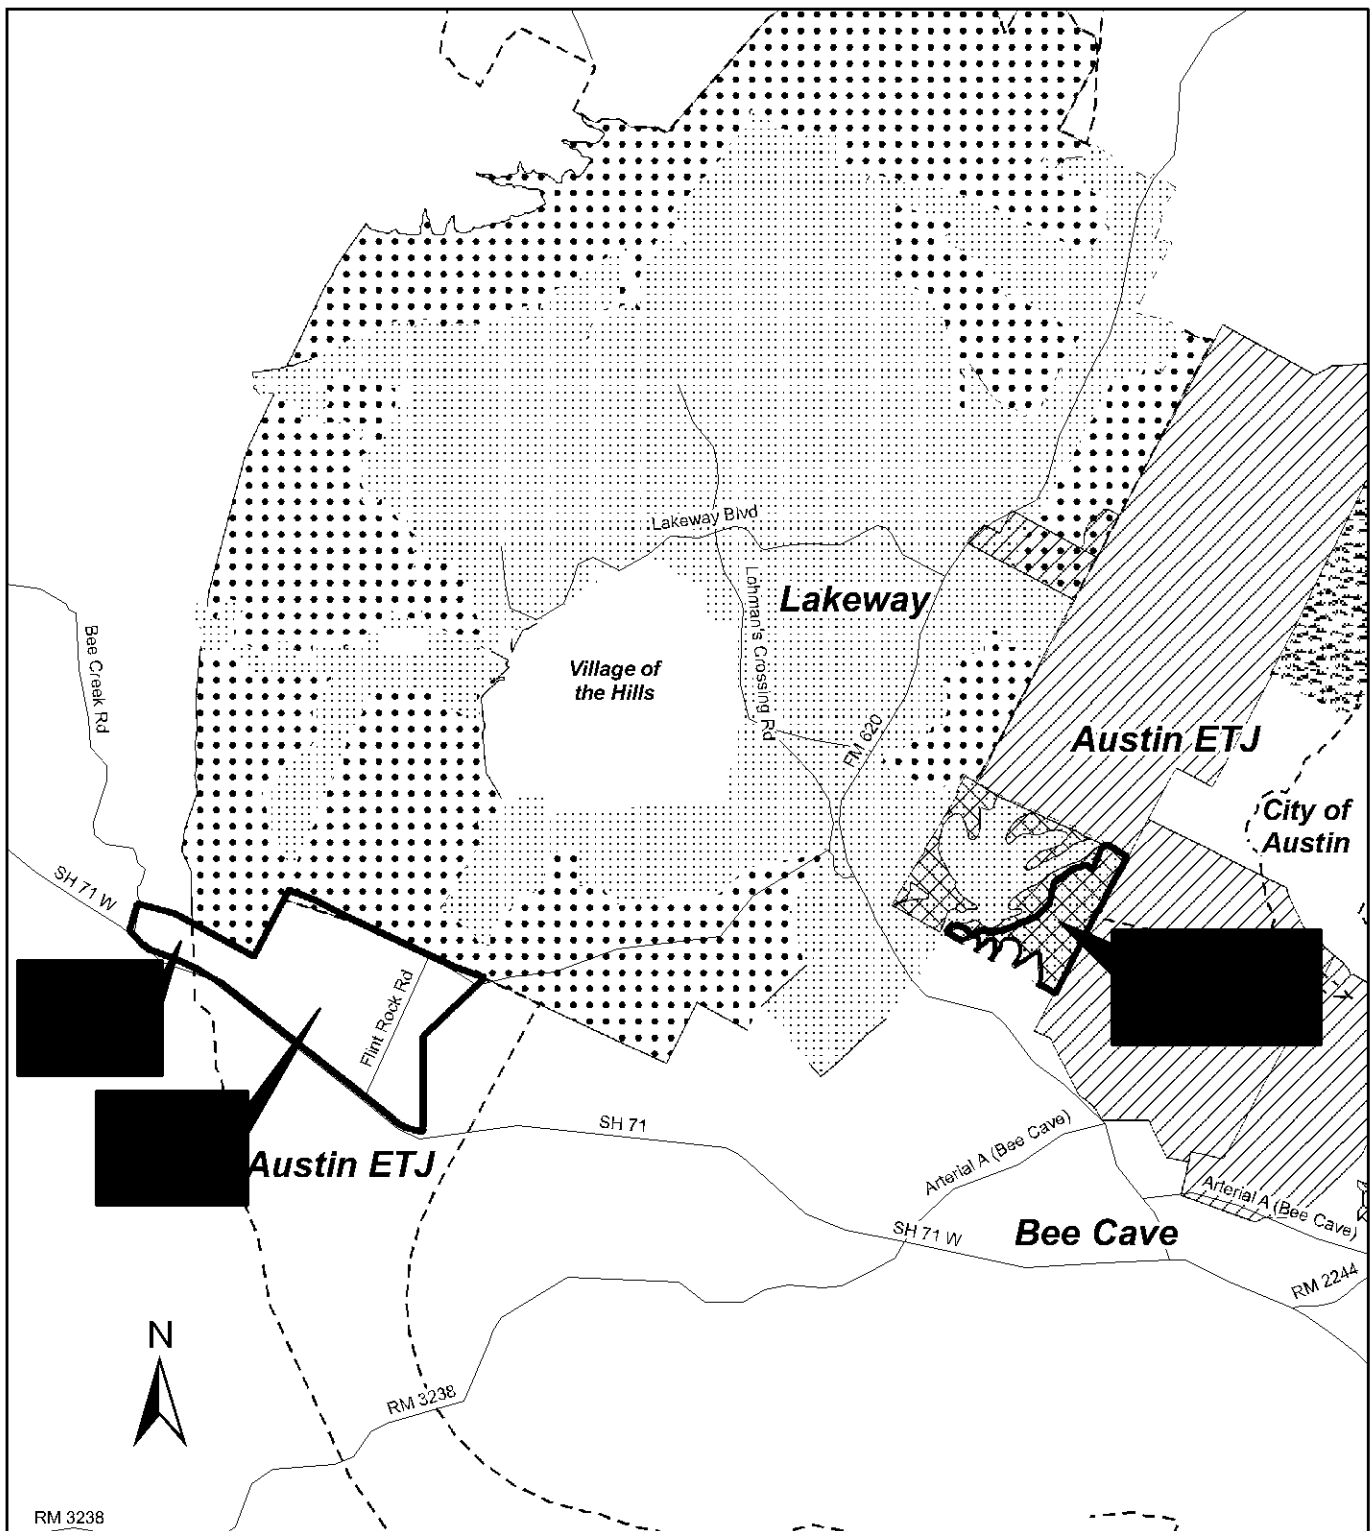 Lakeway Blvd
Lakeway
Lohman's Crossing Rd
Bee Creek Rd
Village of
the Hills
FM 620
Austin ETJ
City of
Austin
SH 71 W
Flint Rock Rd
SH 71
Arterial A (Bee Cave)
Austin ETJ
Arterial A (Bee Cave)
SH 71 W
Bee Cave
RM 2244
N
RM 3238
RM 3238